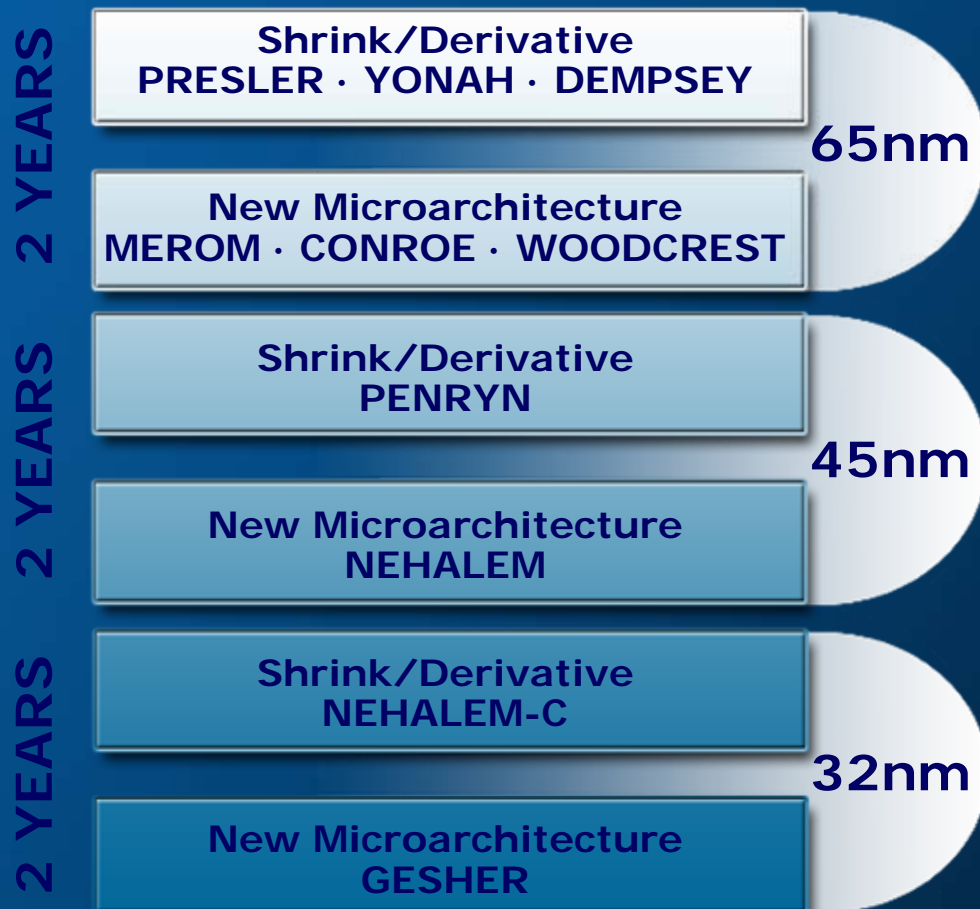 2 YEARS
Shrink/Derivative
PRESLER · YONAH · DEMPSEY
New Microarchitecture
MEROM · CONROE · WOODCREST
65nm
2 YEARS
Shrink/Derivative
PENRYN
New Microarchitecture
NEHALEM
45nm
2 YEARS
Shrink/Derivative
NEHALEM-C
New Microarchitecture
GESHER
32nm